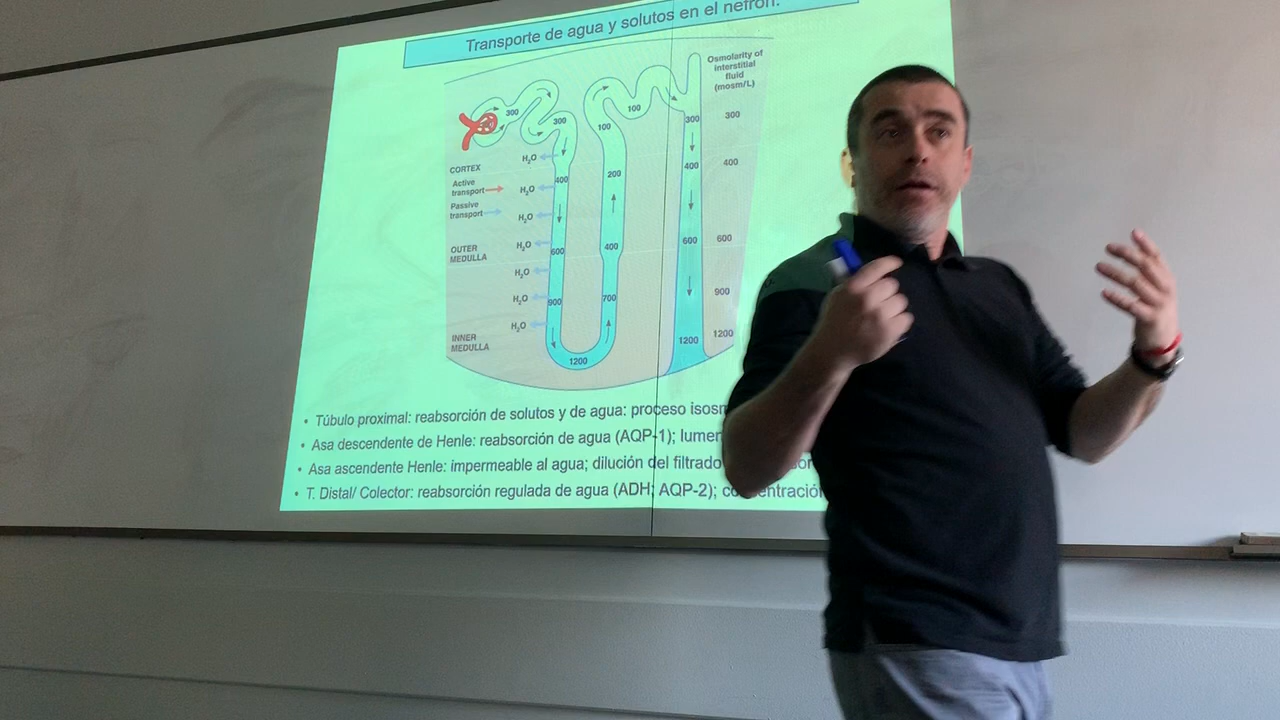 Transporte de agua y solutos en el nefrón.
Osmolarity of
interstitial
fluid
(mosm/L)
300
300
100
100
300
300
CORTEX
H₂O
400
200
400
400
Active
transport
H₂O
Passive
transport
H₂O
OUTER
MEDULLA
H₂O
600
400
600
600
H₂O
H₂O
900
700
900
H₂O
INNER
MEDULLA
1200
1200
1200
• Túbulo proximal: reabsorción de solutos y de agua: proceso
• Asa descendente de Henle: reabsorción de agua (AQP-1);
• Asa ascendente Henle: impermeable al agua; dilución del filtrado
• T. Distal/ Colector: reabsorción regulada de agua (ADH; AQP-2);